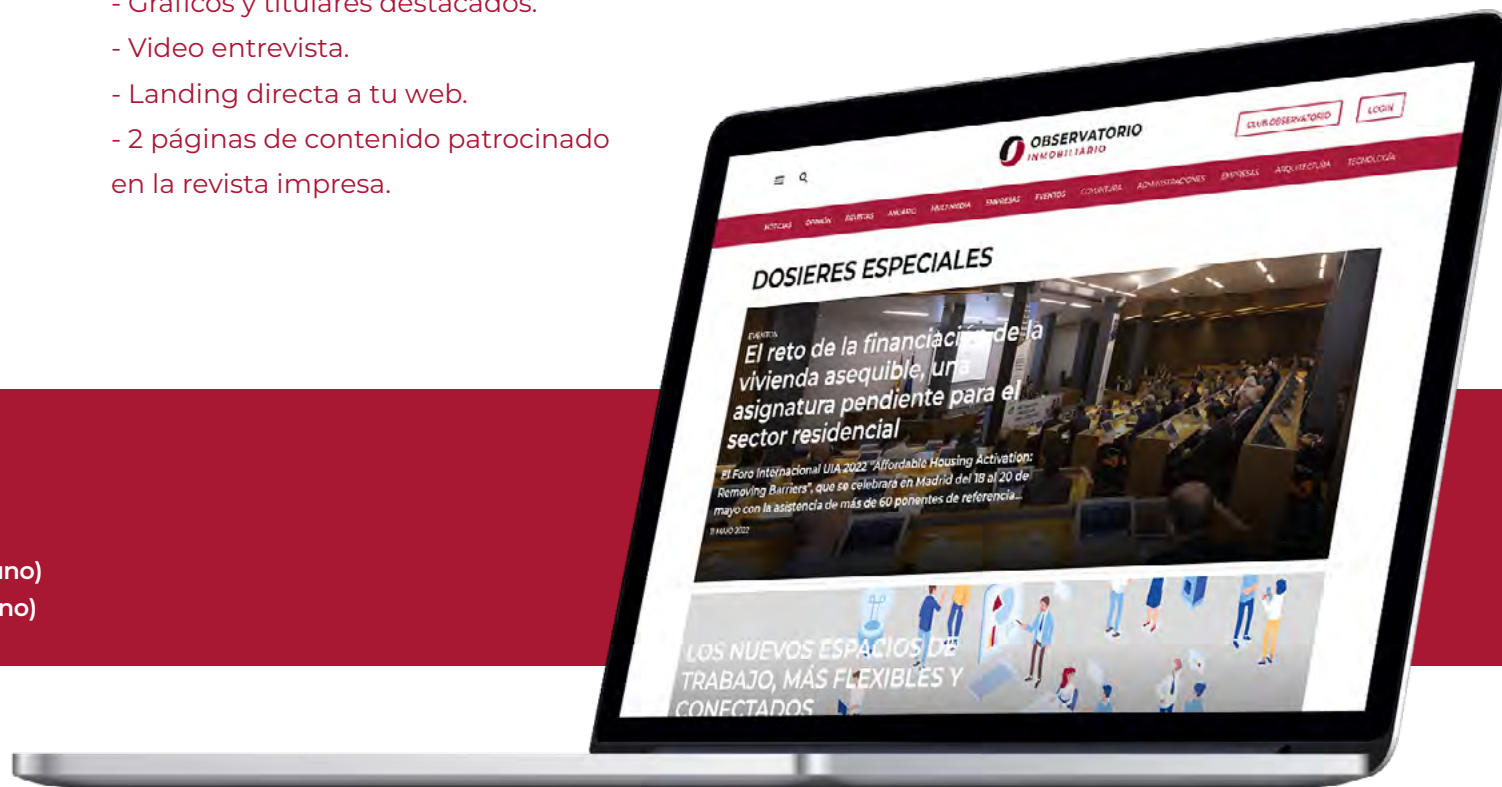 - Gráficos y titulares destacados.
- Video entrevista.
- Landing directa a tu web.
- 2 páginas de contenido patrocinado
en la revista impresa.
uno)
no)
OBSERVATORIO
INMOBILIARIO
CLUB OBSERVATORIO
LOGIN
NOTICIAS OPINIÓN REVISTAS ANUARIO MULTIMEDIA EMPRESAS EVENTOS COYUNTURA ADMINISTRACIONES EMPRESAS ARQUITECTURA TECNOLOGÍA
DOSIERES ESPECIALES
EVENTOS
El reto de la financiación de la
vivienda asequible, una
asignatura pendiente para el
sector residencial
El Foro Internacional UIA 2022 "Affordable Housing Activation:
Removing Barriers", que se celebrará en Madrid del 18 al 20 de
mayo con la asistencia de más de 60 ponentes de referencia...
11 MAYO 2022
LOS NUEVOS ESPACIOS DE
TRABAJO, MÁS FLEXIBLES Y
CONECTADOS